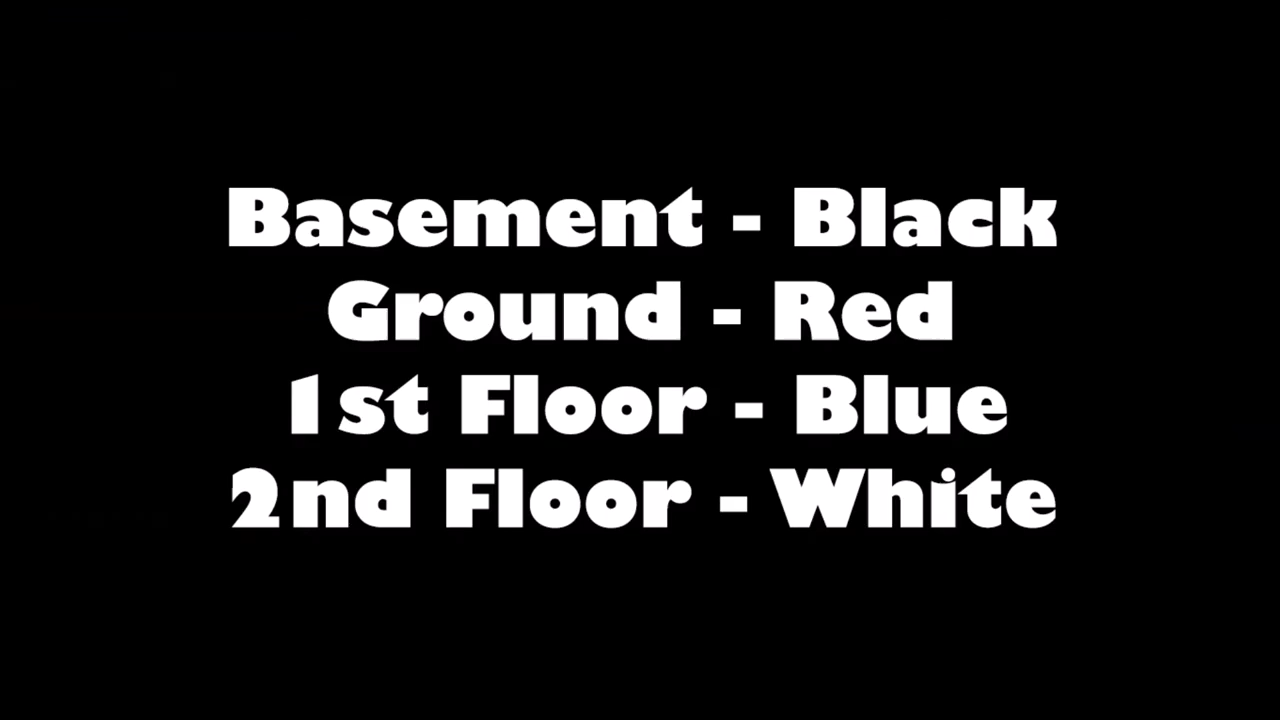 Basement - Black
Ground - Red
1st Floor - Blue
2nd Floor - White